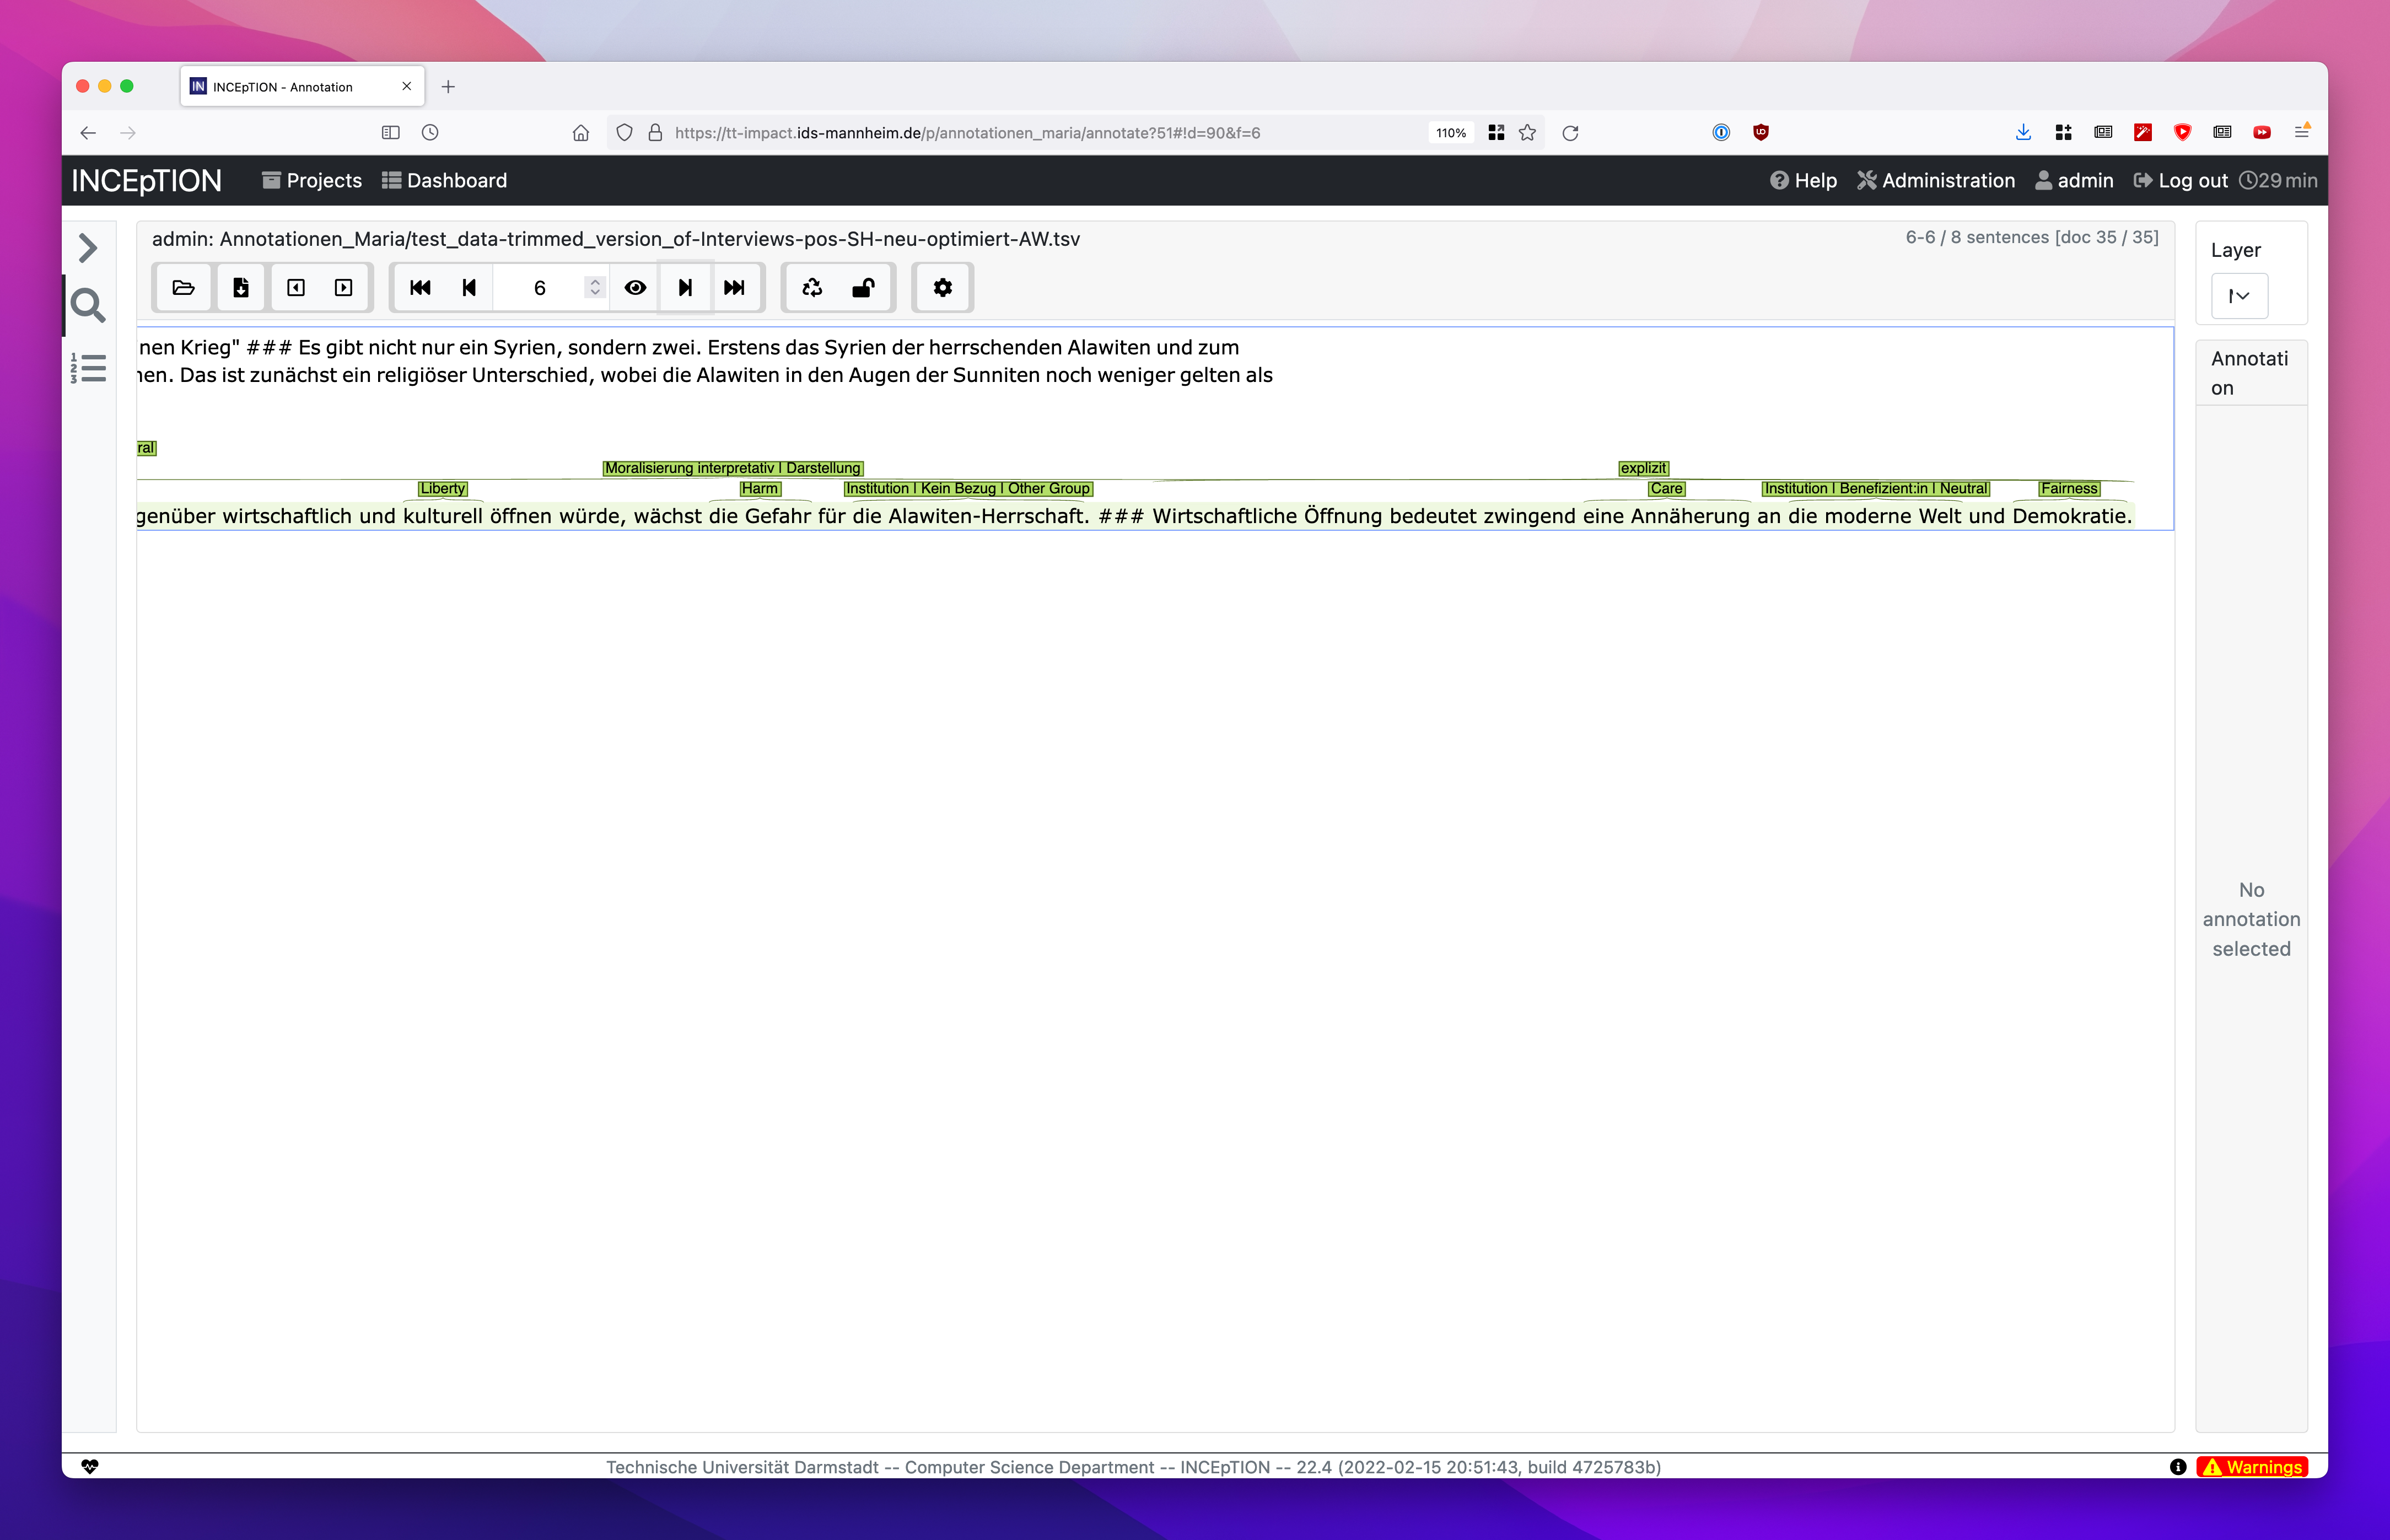 IN INCEpTION - Annotation
https://tt-impact.ids-mannheim.de/p/annotationen_maria/annotate?51#!d=90&f=6
110%
INCEpTION Projects Dashboard Help Administration admin Log out 29 min
admin: Annotationen_Maria/test_data-trimmed_version_of-Interviews-pos-SH-neu-optimiert-AW.tsv
6-6 / 8 sentences [doc 35 / 35]
6
nen Krieg" ### Es gibt nicht nur ein Syrien, sondern zwei. Erstens das Syrien der herrschenden Alawiten und zum
nen. Das ist zunächst ein religiöser Unterschied, wobei die Alawiten in den Augen der Sunniten noch weniger gelten als
ral
Moralisierung interpretativ | Darstellung explizit
Liberty Harm Institution | Kein Bezug | Other Group Care Institution | Benefizient:in | Neutral Fairness
genüber wirtschaftlich und kulturell öffnen würde, wächst die Gefahr für die Alawiten-Herrschaft. ### Wirtschaftliche Öffnung bedeutet zwingend eine Annäherung an die moderne Welt und Demokratie.
Layer
Annotati
on
No
annotation
selected
Technische Universität Darmstadt -- Computer Science Department -- INCEpTION -- 22.4 (2022-02-15 20:51:43, build 4725783b)
Warnings